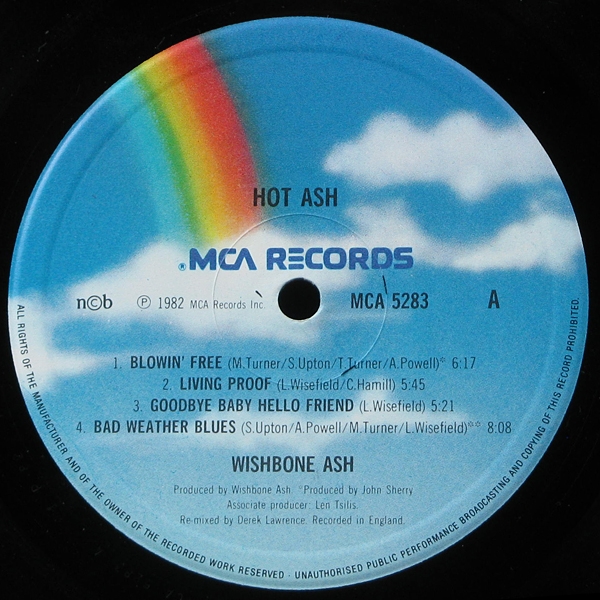 HOT ASH
®MCA RECORDS
n©b
℗ 1982 MCA Records Inc.
MCA 5283
A
1. BLOWIN' FREE (M.Turner/S.Upton/T.Turner/A.Powell)* 6:17
2. LIVING PROOF (L.Wisefield/C.Hamill) 5:45
3. GOODBYE BABY HELLO FRIEND (L.Wisefield) 5:21
4. BAD WEATHER BLUES (S.Upton/A.Powell/M.Turner/L.Wisefield)** 8:08
WISHBONE ASH
Produced by Wishbone Ash *Produced by John Sherry
Associate producer: Len Tsilis.
Re-mixed by Derek Lawrence. Recorded in England.
ALL RIGHTS OF THE MANUFACTURER AND OF THE OWNER OF THE RECORDED WORK RESERVED · UNAUTHORISED PUBLIC PERFORMANCE BROADCASTING AND COPYING OF THIS RECORD PROHIBITED.